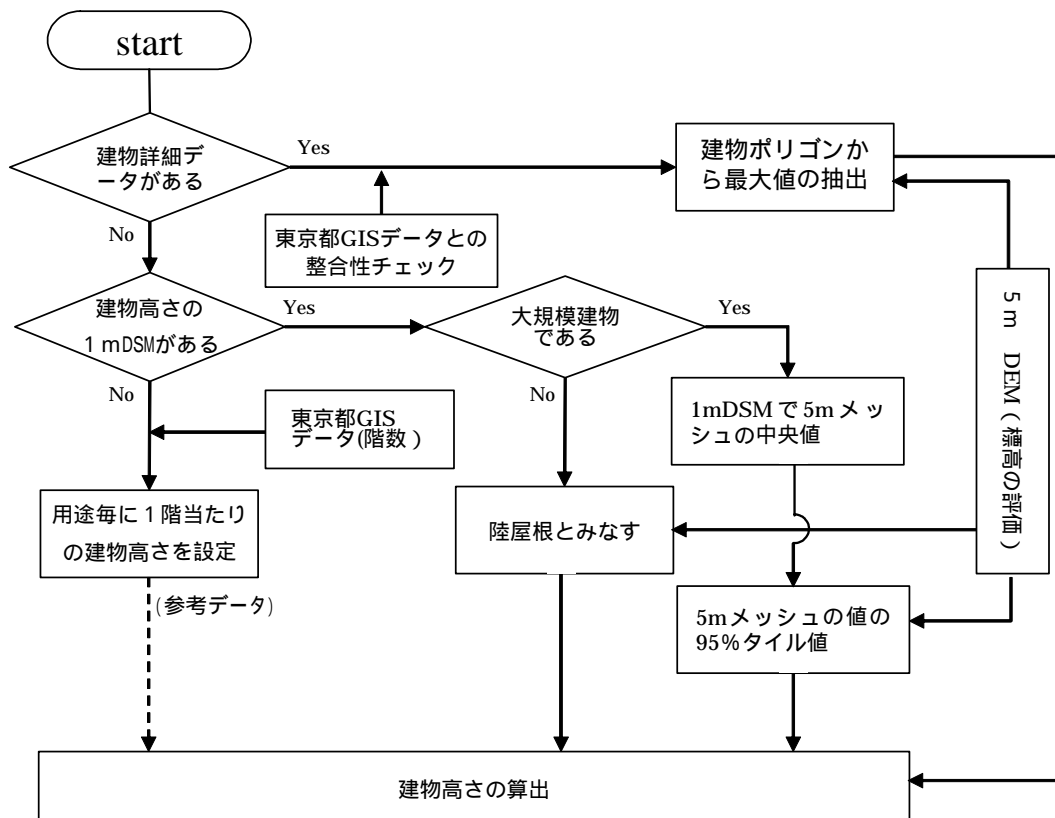 start
建物詳細デ
ータがある
Yes
No
建物ポリゴンか
ら最大値の抽出
東京都GISデータとの
整合性チェック
建物高さの
１mDSMがある
Yes
No
大規模建物
である
Yes
No
５m DEM（標高の評価）
東京都GIS
データ(階数）
1mDSMで5mメッ
シュの中央値
用途毎に１階当たり
の建物高さを設定
陸屋根とみなす
(参考データ)
5mメッシュの値の
95%タイル値
建物高さの算出